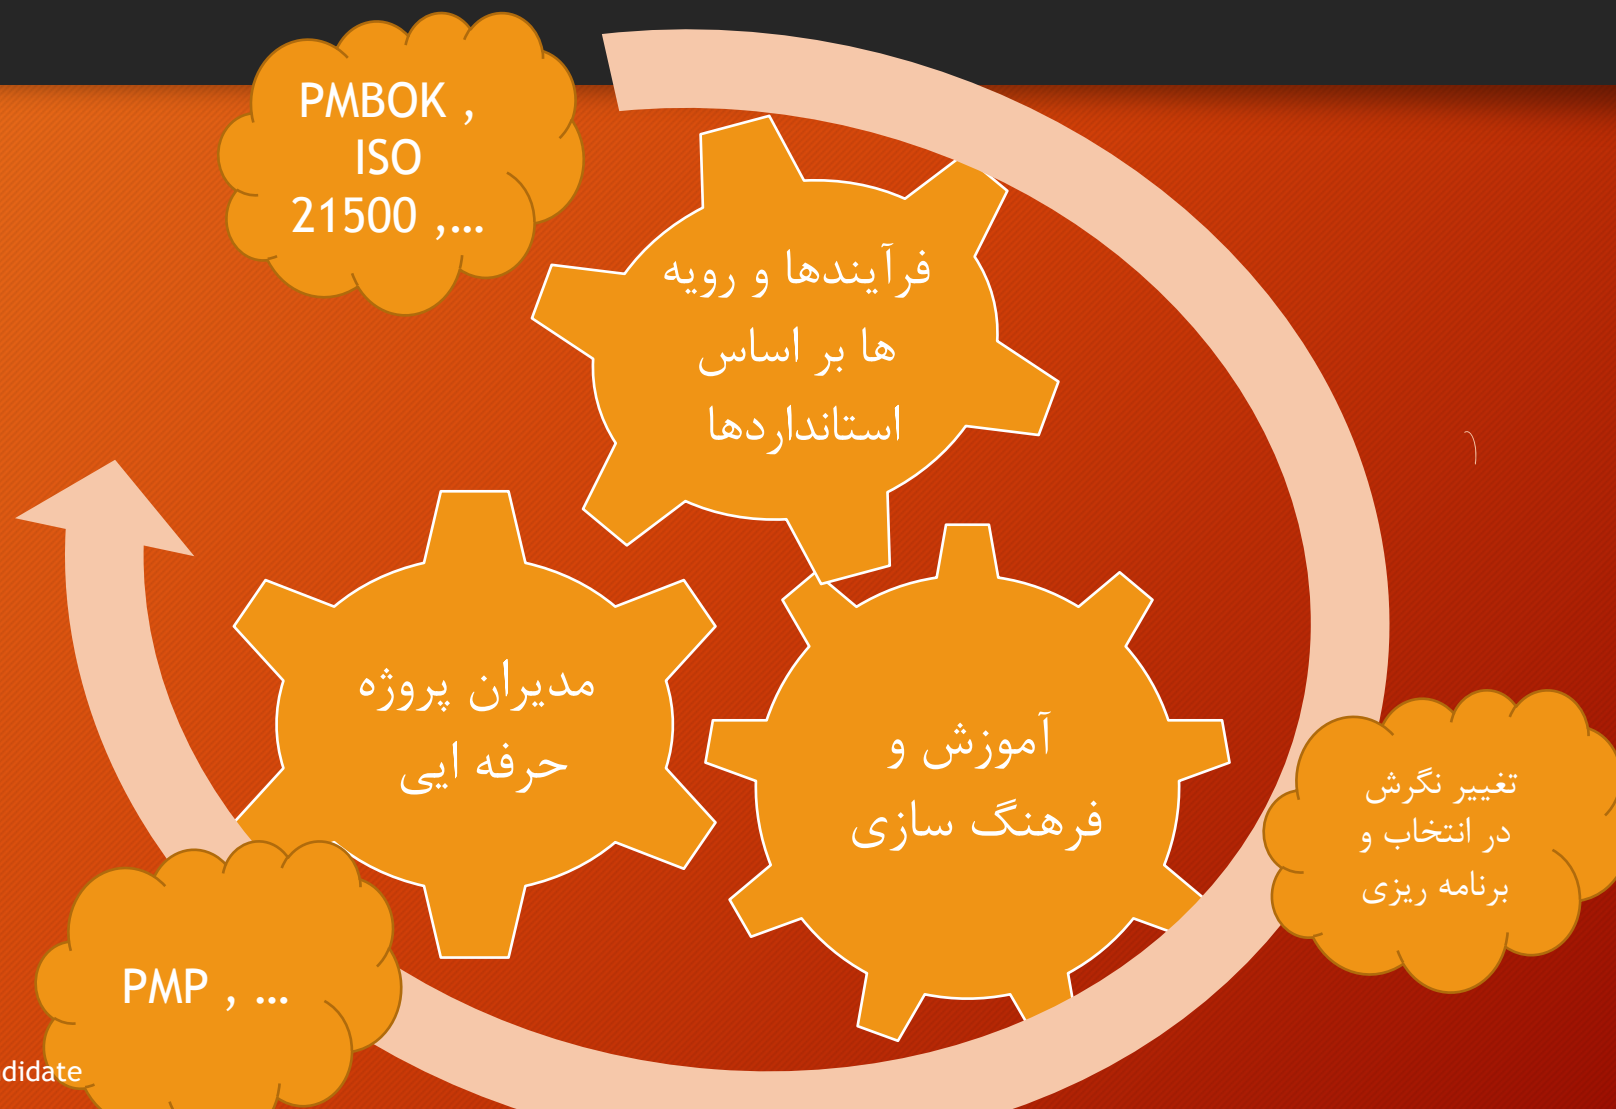 PMBOK ,
ISO
21500 ,...
فرآیندها و رویه
ها بر اساس
استانداردها
مدیران پروژه
حرفه ایی
آموزش و
فرهنگ سازی
تغییر نگرش
در انتخاب و
برنامه ریزی
PMP , ...
didate